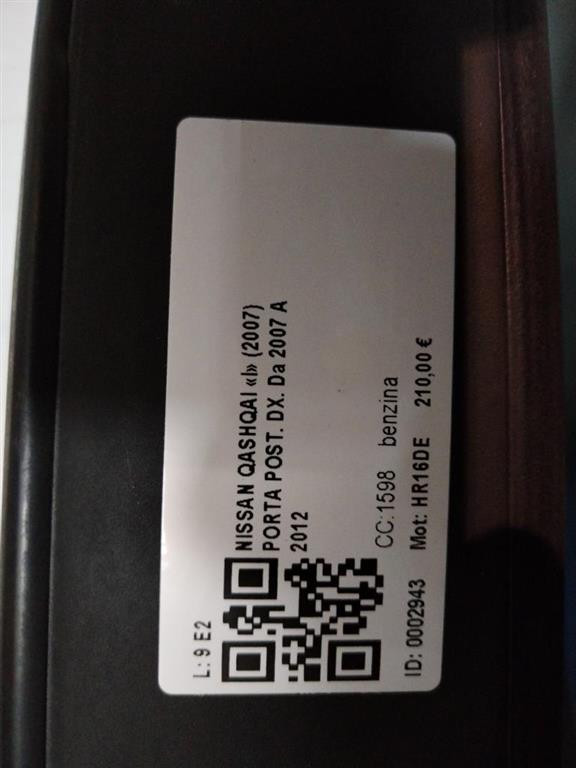 L: 9 E2
NISSAN QASHQAI «I» (2007)
PORTA POST. DX. Da 2007 A
2012
CC:1598 benzina
ID: 0002943 Mot: HR16DE 210,00 €